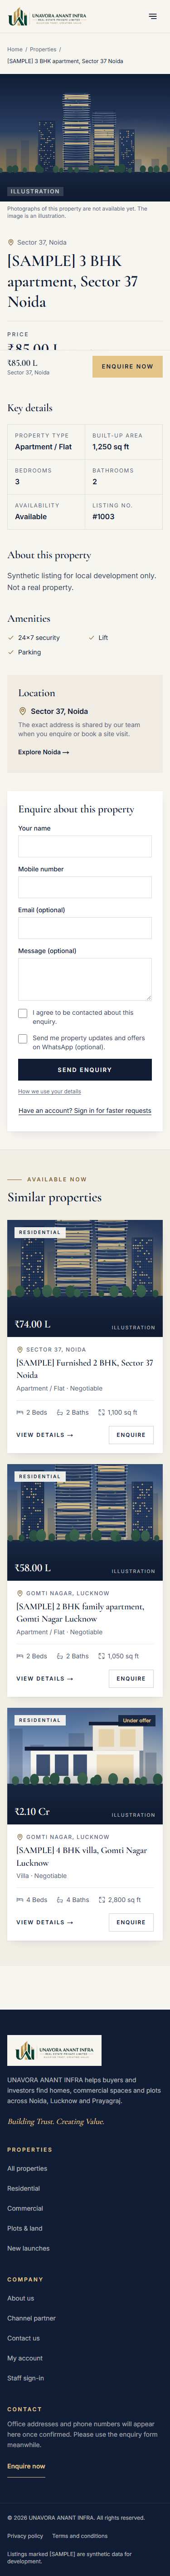 UNAVORA ANANT INFRA
Home / Properties /
[SAMPLE] 3 BHK apartment, Sector 37 Noida
ILLUSTRATION
Photographs of the property are not available yet. The
image is an illustration.
Sector 37, Noida
[SAMPLE] 3 BHK
apartment, Sector 37
Noida
PRICE
₹85.00 L
₹85.00 L
Sector 37, Noida
ENQUIRE NOW
Key details
PROPERTY TYPE
Apartment / Flat
BUILT-UP AREA
1,250 sq ft
BEDROOMS
3
BATHROOMS
2
AVAILABILITY
Available
LISTING NO.
#1003
About this property
Synthetic listing for local development only.
Not a real property.
Amenities
24x7 security
Lift
Parking
Location
Sector 37, Noida
The exact address is shared by our team
when you enquire or book a site visit.
Explore Noida →
Enquire about this property
Your name
Mobile number
Email (optional)
Message (optional)
I agree to be contacted about this
enquiry.
Send me property updates and offers
on WhatsApp (optional).
SEND ENQUIRY
How we use your details
Have an account? Sign in for faster requests
AVAILABLE NOW
Similar properties
RESIDENTIAL
₹74.00 L
ILLUSTRATION
SECTOR 37, NOIDA
[SAMPLE] Furnished 2 BHK, Sector 37
Noida
Apartment / Flat · Negotiable
2 Beds 2 Baths 1,100 sq ft
VIEW DETAILS →
ENQUIRE
RESIDENTIAL
₹58.00 L
ILLUSTRATION
GOMTI NAGAR, LUCKNOW
[SAMPLE] 2 BHK family apartment,
Gomti Nagar Lucknow
Apartment / Flat · Negotiable
2 Beds 2 Baths 1,050 sq ft
VIEW DETAILS →
ENQUIRE
RESIDENTIAL
Under offer
₹2.10 Cr
ILLUSTRATION
GOMTI NAGAR, LUCKNOW
[SAMPLE] 4 BHK villa, Gomti Nagar
Lucknow
Villa · Negotiable
4 Beds 4 Baths 2,800 sq ft
VIEW DETAILS →
ENQUIRE
UNAVORA ANANT INFRA
UNAVORA ANANT INFRA helps buyers and
investors find homes, commercial spaces and plots
across Noida, Lucknow and Prayagraj.
Building Trust. Creating Value.
PROPERTIES
All properties
Residential
Commercial
Plots & land
New launches
COMPANY
About us
Channel partner
Contact us
My account
Staff sign-in
CONTACT
Office addresses and phone numbers will appear
here once confirmed. Please use the enquiry form
meanwhile.
Enquire now
© 2026 UNAVORA ANANT INFRA. All rights reserved.
Privacy policy Terms and conditions
Listings marked [SAMPLE] are synthetic data for
development.